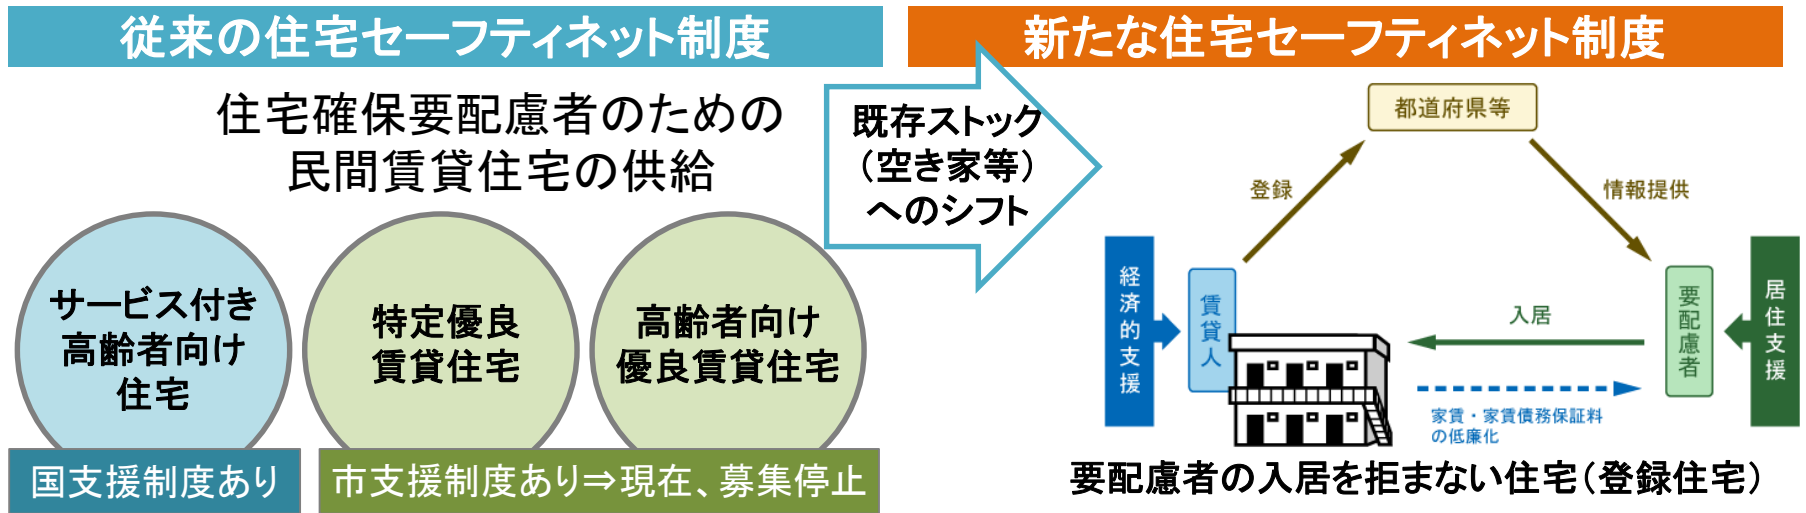 従来の住宅セーフティネット制度
住宅確保要配慮者のための
民間賃貸住宅の供給
サービス付き
高齢者向け
住宅
特定優良
賃貸住宅
高齢者向け
優良賃貸住宅
国支援制度あり
市支援制度あり⇒現在、募集停止
既存ストック
（空き家等）
へのシフト
新たな住宅セーフティネット制度
都道府県等
登録
情報提供
経済的支援
賃貸人
入居
要配慮者
居住支援
家賃・家賃債務保証料
の低廉化
要配慮者の入居を拒まない住宅（登録住宅）